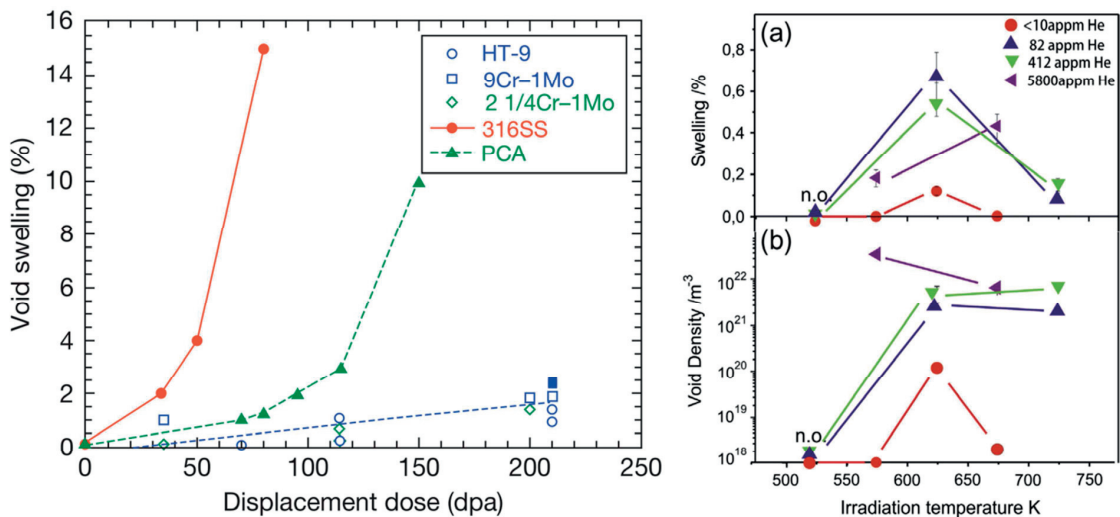 16
14
12
10
8
6
4
2
0
Void swelling (%)
HT-9
9Cr–1Mo
2 1/4Cr–1Mo
316SS
PCA
0 50 100 150 200 250
Displacement dose (dpa)
(a)
<10appm He
82 appm He
412 appm He
5800appm He
0,8
0,6
0,4
0,2
0,0
Swelling /%
n.o.
(b)
10²²
10²¹
10²⁰
10¹⁹
10¹⁸
Void Density /m⁻³
n.o.
500 550 600 650 700 750
Irradiation temperature K